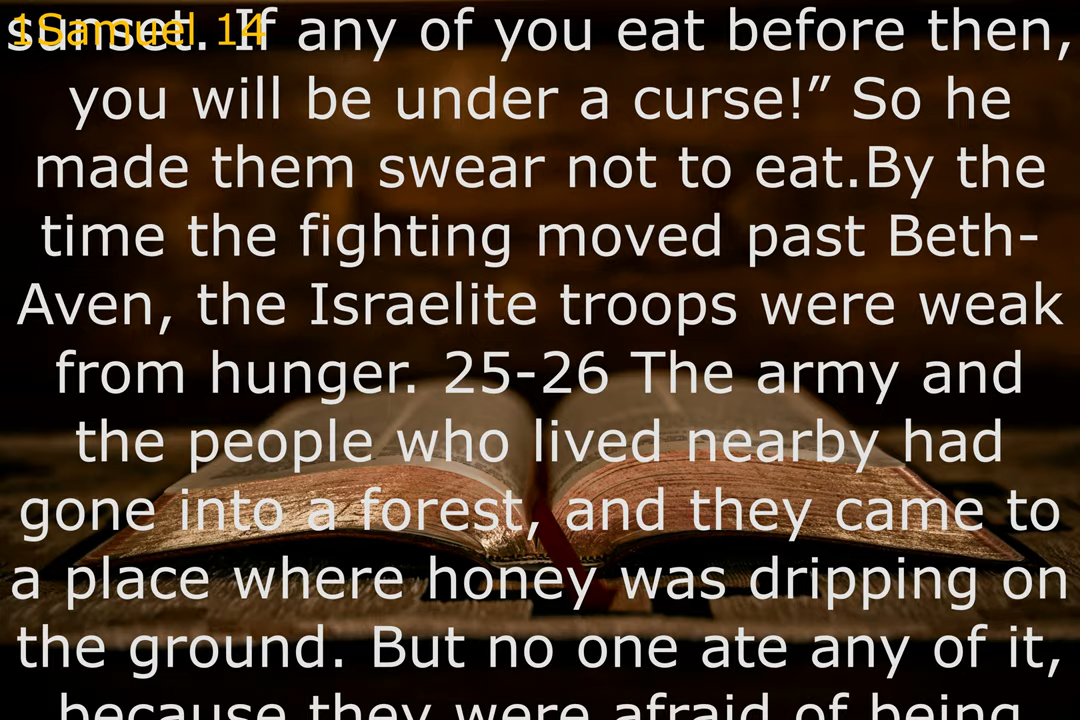 1Samuel 14
sunset. If any of you eat before then,
you will be under a curse!” So he
made them swear not to eat.By the
time the fighting moved past Beth-
Aven, the Israelite troops were weak
from hunger. 25-26 The army and
the people who lived nearby had
gone into a forest, and they came to
a place where honey was dripping on
the ground. But no one ate any of it,
because they were afraid of being